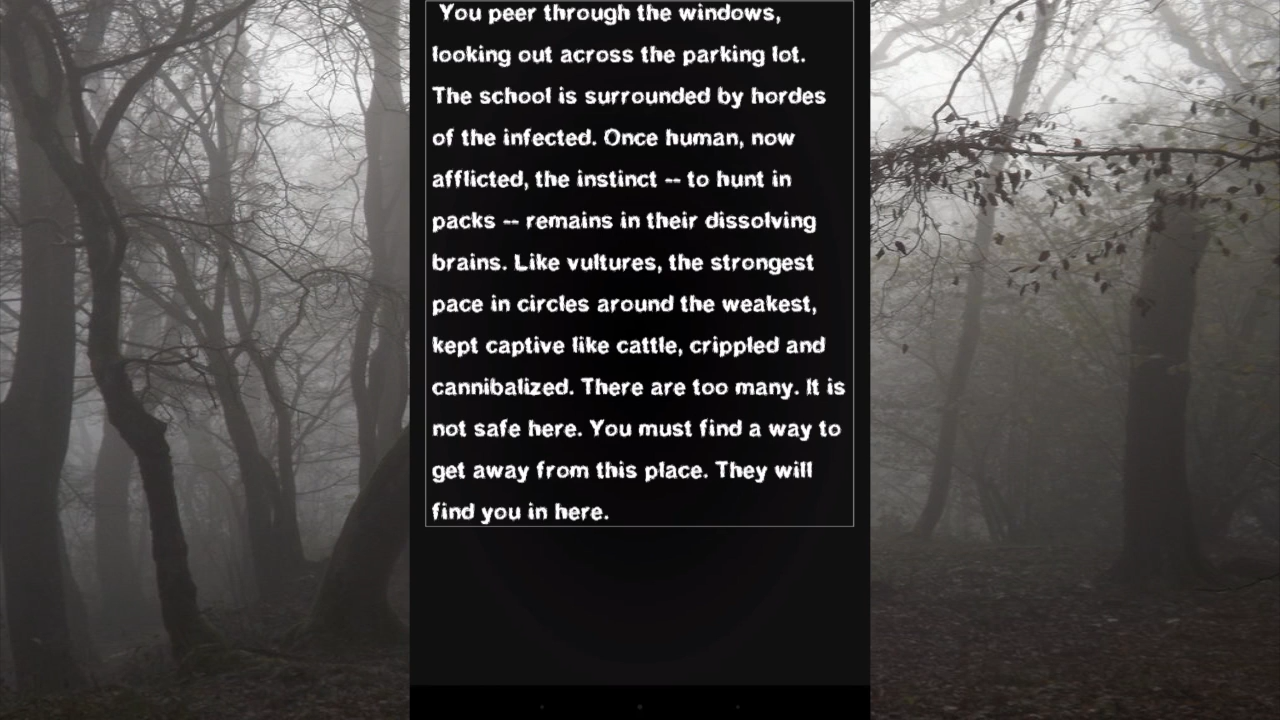 You peer through the windows,
looking out across the parking lot.
The school is surrounded by hordes
of the infected. Once human, now
afflicted, the instinct -- to hunt in
packs -- remains in their dissolving
brains. Like vultures, the strongest
pace in circles around the weakest,
kept captive like cattle, crippled and
cannibalized. There are too many. It is
not safe here. You must find a way to
get away from this place. They will
find you in here.